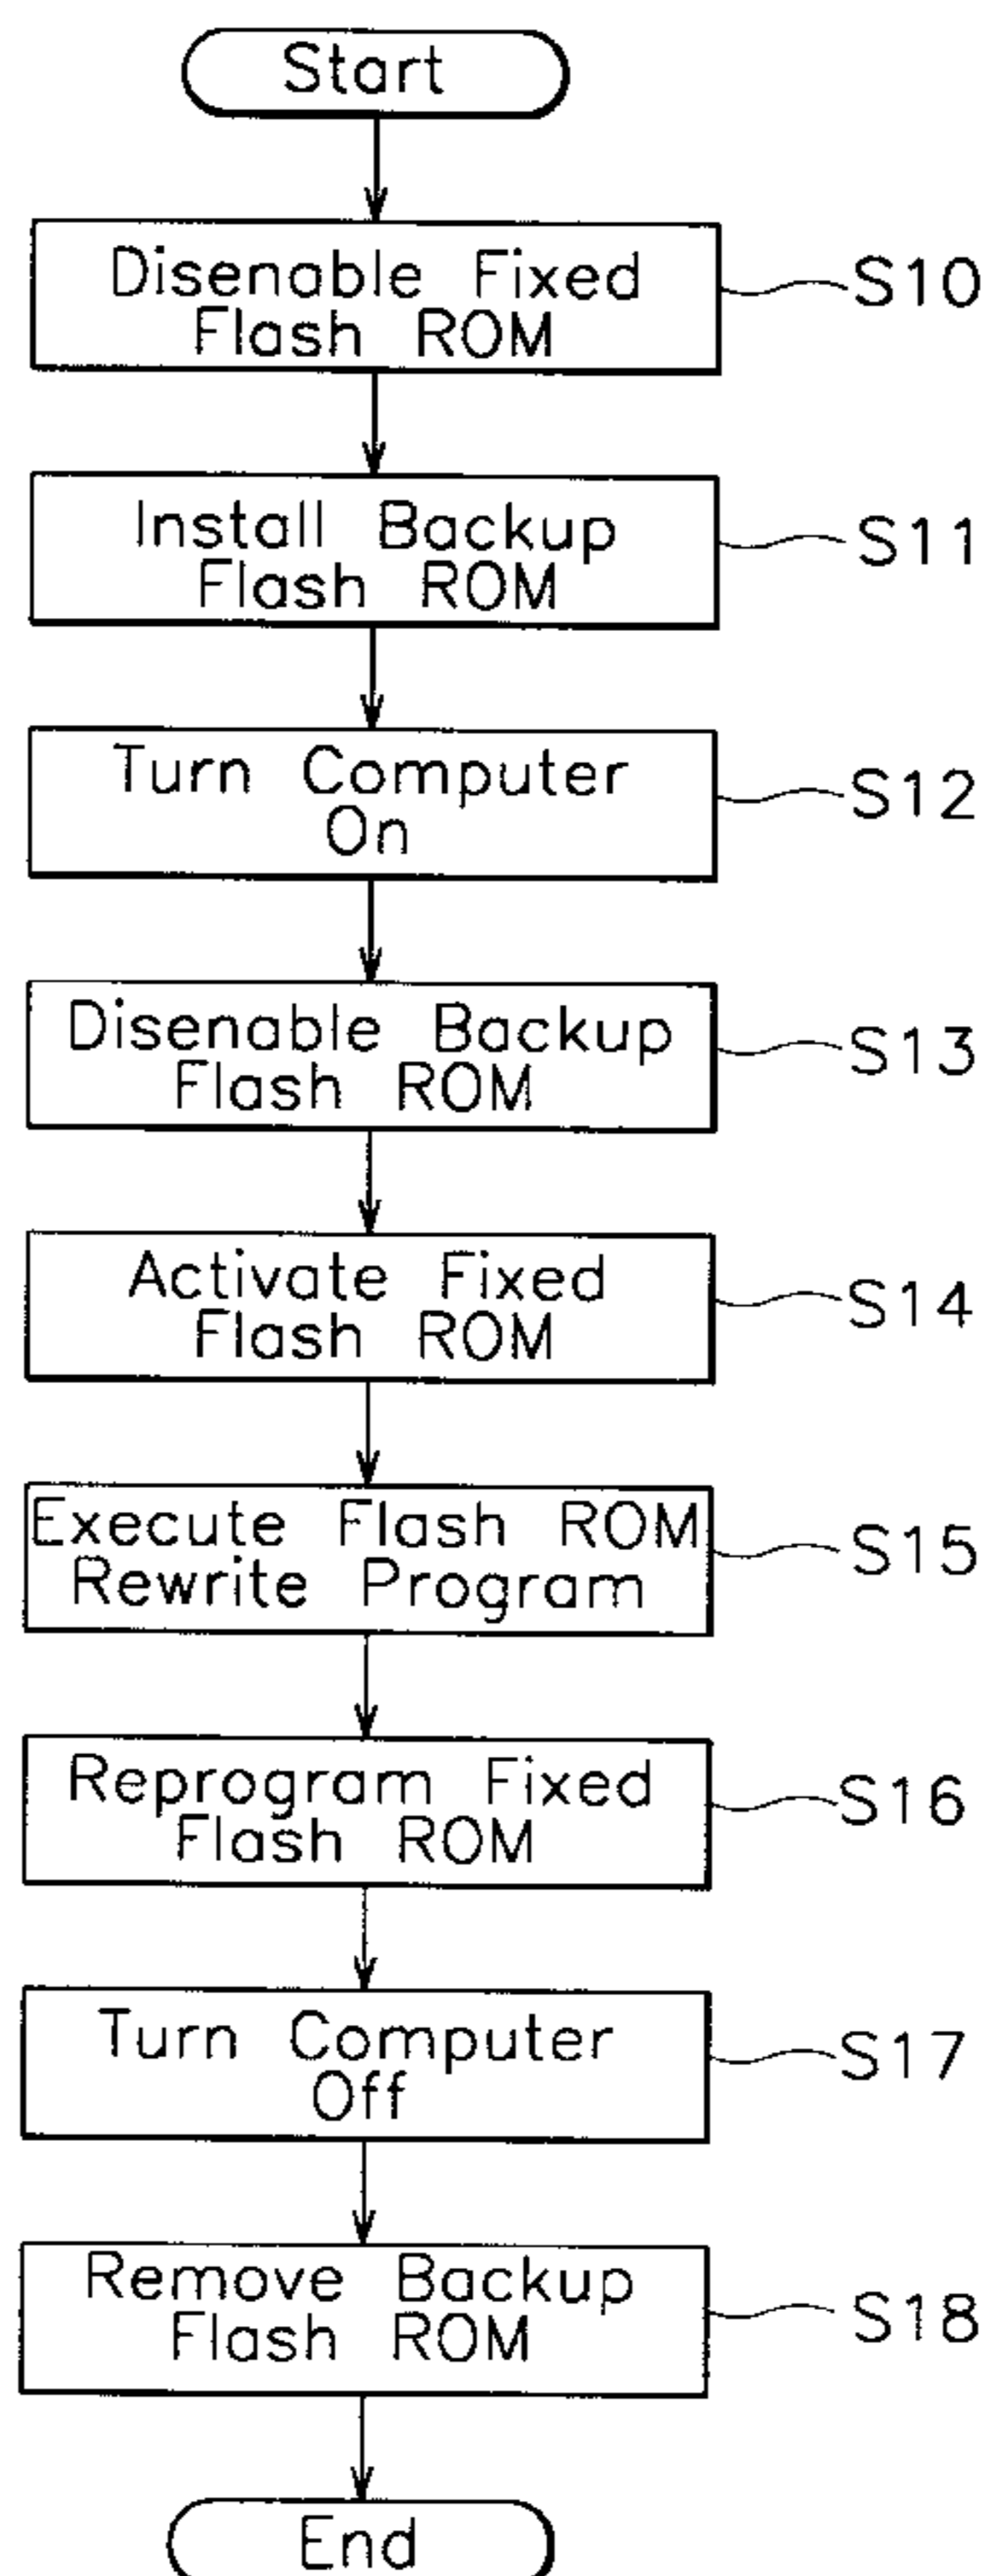 Start
Disenable Fixed
Flash ROM
S10
Install Backup
Flash ROM
S11
Turn Computer
On
S12
Disenable Backup
Flash ROM
S13
Activate Fixed
Flash ROM
S14
Execute Flash ROM
Rewrite Program
S15
Reprogram Fixed
Flash ROM
S16
Turn Computer
Off
S17
Remove Backup
Flash ROM
S18
End